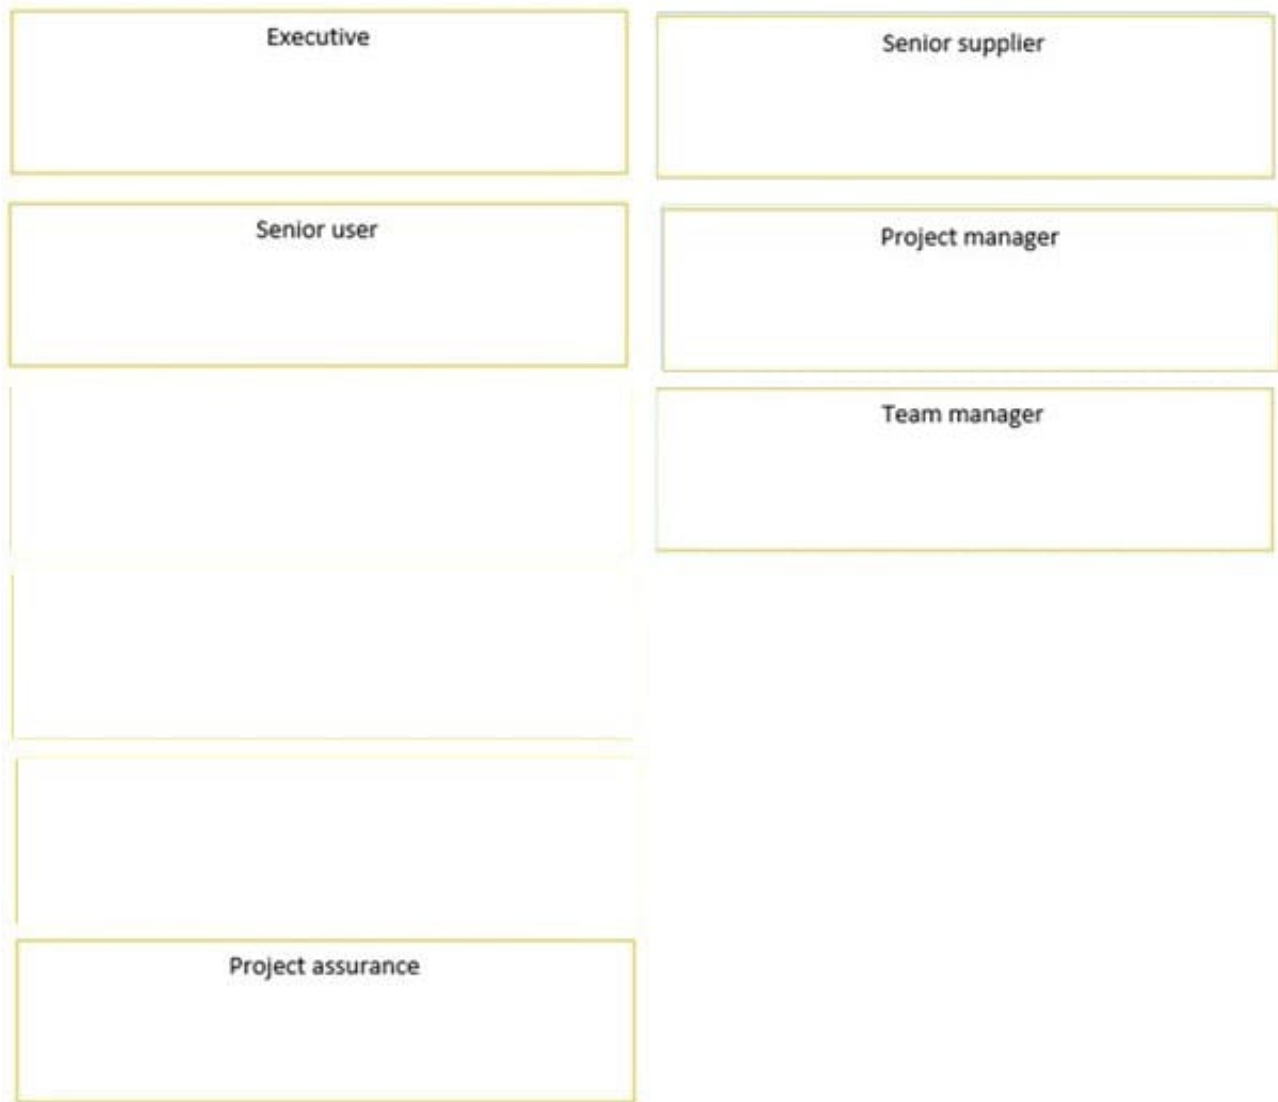 Executive
Senior supplier
Senior user
Project manager
Team manager
Project assurance